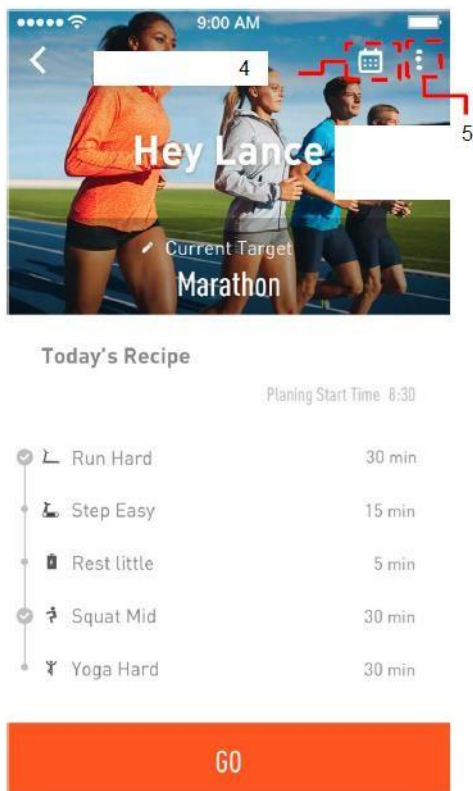 9:00 AM
4
5
Hey Lance
Current Target
Marathon
Today's Recipe
Planing Start Time 8:30
Run Hard 30 min
Step Easy 15 min
Rest little 5 min
Squat Mid 30 min
Yoga Hard 30 min
GO